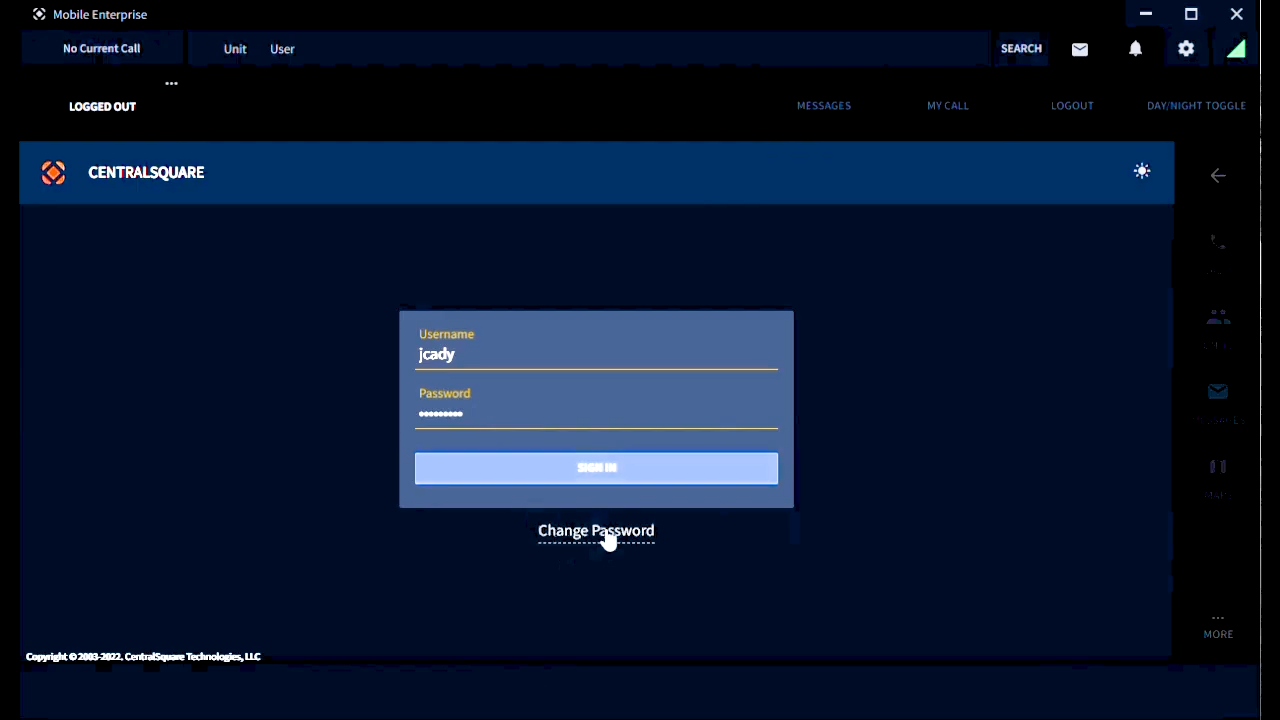 Mobile Enterprise
No Current Call
Unit User
SEARCH
...
LOGGED OUT
MESSAGES
MY CALL
LOGOUT
DAY/NIGHT TOGGLE
CENTRALSQUARE
Username
jcady
Password
•••••••••
SIGN IN
Change Password
...
MORE
Copyright © 2003-2022, CentralSquare Technologies, LLC